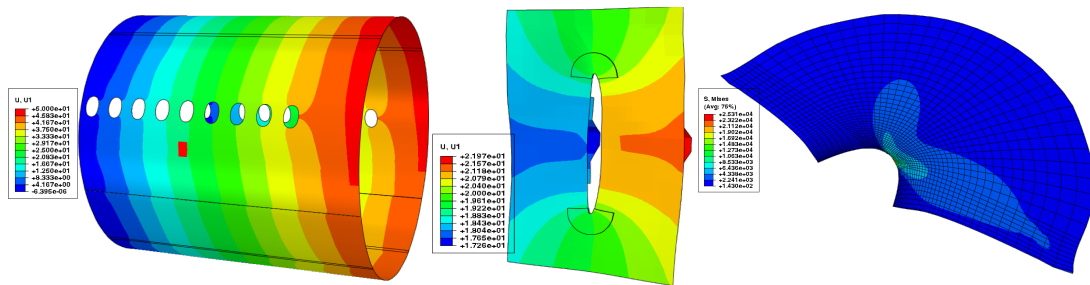 U, U1
+5.000e+01
+4.583e+01
+4.167e+01
+3.750e+01
+3.333e+01
+2.917e+01
+2.500e+01
+2.083e+01
+1.667e+01
+1.250e+01
+8.333e+00
+4.167e+00
-6.395e-06
U, U1
+2.197e+01
+2.157e+01
+2.118e+01
+2.079e+01
+2.040e+01
+2.000e+01
+1.961e+01
+1.922e+01
+1.883e+01
+1.843e+01
+1.804e+01
+1.765e+01
+1.726e+01
S, Mises
(Avg: 75%)
+2.531e+04
+2.322e+04
+2.112e+04
+1.902e+04
+1.692e+04
+1.483e+04
+1.273e+04
+1.063e+04
+8.533e+03
+6.436e+03
+4.338e+03
+2.241e+03
+1.430e+02